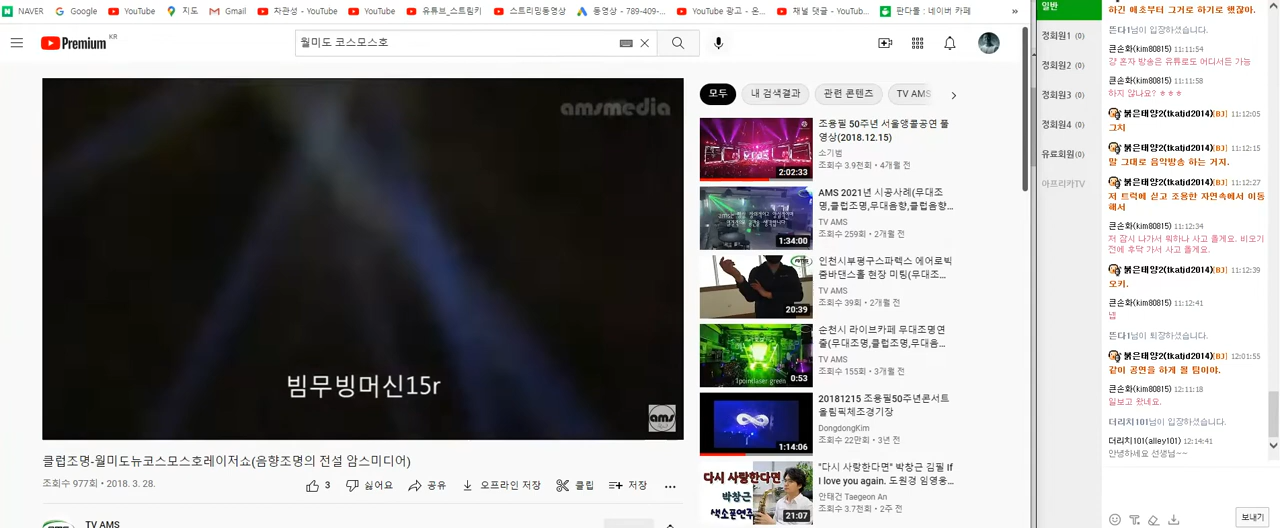 NAVER
Google
YouTube
지도
Gmail
자관성 - YouTube
YouTube
유튜브_스트림키
스트리밍동영상
동영상 - 789-409-...
YouTube 광고 - 온...
채널 댓글 - YouTub...
판다홀 : 네이버 카페
»
Premium KR
월미도 코스모스호
amsmedia
빔무빙머신15r
ams
클럽조명-월미도뉴코스모스호레이저쇼(음향조명의 전설 암스미디어)
조회수 977회 • 2018. 3. 28.
3
싫어요
공유
오프라인 저장
클립
저장
TV AMS
모두
내 검색결과
관련 콘텐츠
TV AMS
조용필 50주년 서울앵콜공연 풀
영상(2018.12.15)
소기범
조회수 3.9천회 • 4개월 전
2:02:33
AMS 2021년 시공사례(무대조
명,클럽조명,무대음향,클럽음향...
TV AMS
조회수 259회 • 2개월 전
1:34:00
인천시부평구스파렉스 에어로빅
줌바댄스홀 현장 미팅(무대조...
TV AMS
조회수 39회 • 2개월 전
20:39
순천시 라이브카페 무대조명연
출(무대조명,클럽조명,무대음...
TV AMS
조회수 155회 • 3개월 전
1pointlaser green
0:53
20181215 조용필50주년콘서트
올림픽체조경기장
DongdongKim
조회수 22만회 • 3년 전
1:14:06
"다시 사랑한다면" 박창근 김필 If
I love you again. 도원경 임영웅...
안태건 Taegeon An
조회수 3.7천회 • 2주 전
다시 사랑한다면
박창근
색소폰연주
21:07
일반
정회원1 (0)
정회원2 (0)
정회원3 (0)
정회원4 (0)
유료회원(0)
아프리카TV
하긴 애초부터 그거로 하기로 했잖아.
뜬다1님이 입장하셨습니다.
큰손화(kim80815) 11:11:54
걍 혼자 방송은 유튜로도 어디서든 가능
큰손화(kim80815) 11:11:58
하지 않나요? ㅎㅎㅎ
붉은태양2(tkatjd2014)[BJ] 11:12:05
그치
붉은태양2(tkatjd2014)[BJ] 11:12:15
말 그대로 음악방송 하는 거지.
붉은태양2(tkatjd2014)[BJ] 11:12:27
저 트럭에 싣고 조용한 자연속에서 이동
해서
큰손화(kim80815) 11:12:34
저 잠시 나가서 뭐하나 사고 올게요. 비오기
전에 후닥 가서 사고 올게요.
붉은태양2(tkatjd2014)[BJ] 11:12:39
오키.
큰손화(kim80815) 11:12:41
넵
뜬다1님이 퇴장하셨습니다.
붉은태양2(tkatjd2014)[BJ] 12:01:55
같이 공연을 하게 될 팀이야.
큰손화(kim80815) 12:11:18
일보고 왔네요.
더리치101님이 입장하셨습니다.
더리치101(alley101) 12:14:41
안녕하세요 선생님~~
보내기